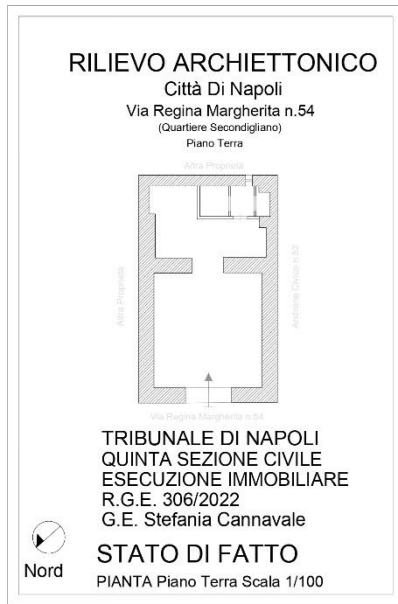 RILIEVO ARCHIETTONICO
Città Di Napoli
Via Regina Margherita n.54
(Quartiere Secondigliano)
Piano Terra
Altra Proprietà
Altra Proprietà
Androne Civico n.52
Via Regina Margherita n.54
TRIBUNALE DI NAPOLI
QUINTA SEZIONE CIVILE
ESECUZIONE IMMOBILIARE
R.G.E. 306/2022
G.E. Stefania Cannavale
Nord
STATO DI FATTO
PIANTA Piano Terra Scala 1/100